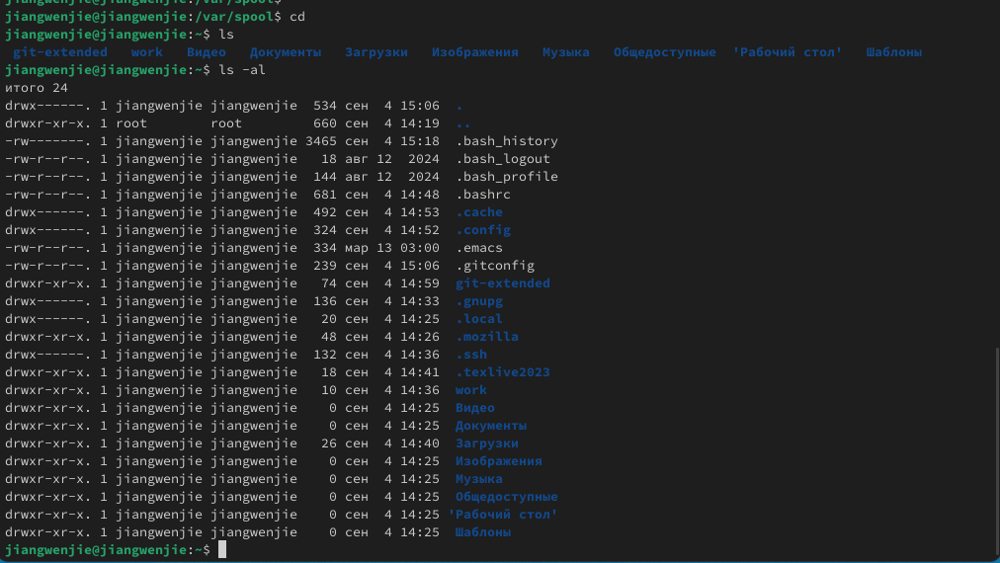 jiangwenjie@jiangwenjie:/var/spool$
jiangwenjie@jiangwenjie:/var/spool$ cd
jiangwenjie@jiangwenjie:~$ ls
git-extended work Видео Документы Загрузки Изображения Музыка Общедоступные 'Рабочий стол' Шаблоны
jiangwenjie@jiangwenjie:~$ ls -al
итого 24
drwx------. 1 jiangwenjie jiangwenjie 534 сен 4 15:06 .
drwxr-xr-x. 1 root root 660 сен 4 14:19 ..
-rw-------. 1 jiangwenjie jiangwenjie 3465 сен 4 15:18 .bash_history
-rw-r--r--. 1 jiangwenjie jiangwenjie 18 авг 12 2024 .bash_logout
-rw-r--r--. 1 jiangwenjie jiangwenjie 144 авг 12 2024 .bash_profile
-rw-r--r--. 1 jiangwenjie jiangwenjie 681 сен 4 14:48 .bashrc
drwx------. 1 jiangwenjie jiangwenjie 492 сен 4 14:53 .cache
drwx------. 1 jiangwenjie jiangwenjie 324 сен 4 14:52 .config
-rw-r--r--. 1 jiangwenjie jiangwenjie 334 мар 13 03:00 .emacs
-rw-r--r--. 1 jiangwenjie jiangwenjie 239 сен 4 15:06 .gitconfig
drwxr-xr-x. 1 jiangwenjie jiangwenjie 74 сен 4 14:59 git-extended
drwx------. 1 jiangwenjie jiangwenjie 136 сен 4 14:33 .gnupg
drwx------. 1 jiangwenjie jiangwenjie 20 сен 4 14:25 .local
drwxr-xr-x. 1 jiangwenjie jiangwenjie 48 сен 4 14:26 .mozilla
drwx------. 1 jiangwenjie jiangwenjie 132 сен 4 14:36 .ssh
drwxr-xr-x. 1 jiangwenjie jiangwenjie 18 сен 4 14:41 .texlive2023
drwxr-xr-x. 1 jiangwenjie jiangwenjie 10 сен 4 14:36 work
drwxr-xr-x. 1 jiangwenjie jiangwenjie 0 сен 4 14:25 Видео
drwxr-xr-x. 1 jiangwenjie jiangwenjie 0 сен 4 14:25 Документы
drwxr-xr-x. 1 jiangwenjie jiangwenjie 26 сен 4 14:40 Загрузки
drwxr-xr-x. 1 jiangwenjie jiangwenjie 0 сен 4 14:25 Изображения
drwxr-xr-x. 1 jiangwenjie jiangwenjie 0 сен 4 14:25 Музыка
drwxr-xr-x. 1 jiangwenjie jiangwenjie 0 сен 4 14:25 Общедоступные
drwxr-xr-x. 1 jiangwenjie jiangwenjie 0 сен 4 14:25 'Рабочий стол'
drwxr-xr-x. 1 jiangwenjie jiangwenjie 0 сен 4 14:25 Шаблоны
jiangwenjie@jiangwenjie:~$